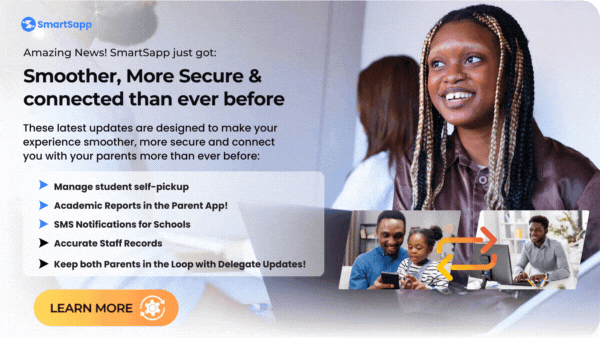 SmartSapp
Amazing News! SmartSapp just got:
Smoother, More Secure &
connected than ever before
These latest updates are designed to make your
experience smoother, more secure and connect
you with your parents more than ever before:
Manage student self-pickup
Academic Reports in the Parent App!
SMS Notifications for Schools
Accurate Staff Records
Keep both Parents in the Loop with Delegate Updates!
LEARN MORE